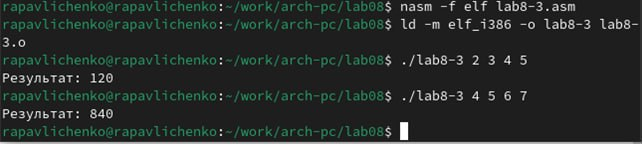 rapavlichenko@rapavlichenko:~/work/arch-pc/lab08$ nasm -f elf lab8-3.asm
rapavlichenko@rapavlichenko:~/work/arch-pc/lab08$ ld -m elf_i386 -o lab8-3 lab8-
3.o
rapavlichenko@rapavlichenko:~/work/arch-pc/lab08$ ./lab8-3 2 3 4 5
Результат: 120
rapavlichenko@rapavlichenko:~/work/arch-pc/lab08$ ./lab8-3 4 5 6 7
Результат: 840
rapavlichenko@rapavlichenko:~/work/arch-pc/lab08$